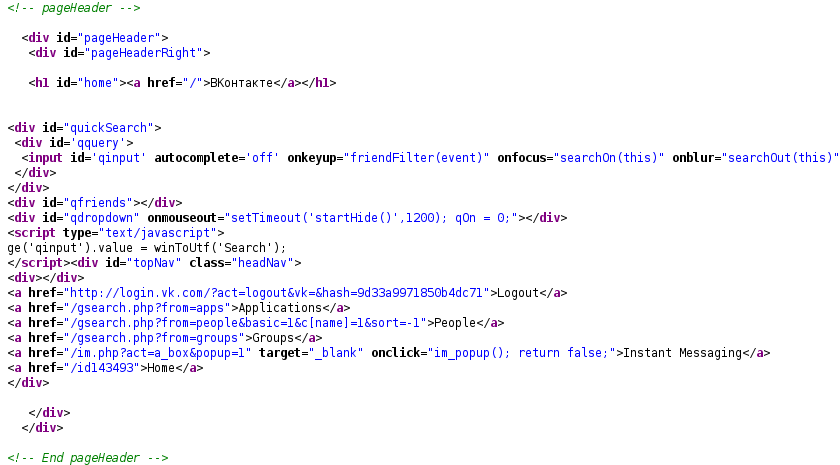 <!-- pageHeader -->
<div id="pageHeader">
<div id="pageHeaderRight">
<h1 id="home"><a href="/">ВКонтакте</a></h1>
<div id="quickSearch">
<div id='qquery'>
<input id='qinput' autocomplete='off' onkeyup="friendFilter(event)" onfocus="searchOn(this)" onblur="searchOut(this)"
</div>
</div>
<div id="qfriends"></div>
<div id="qdropdown" onmouseout="setTimeout('startHide()',1200); qOn = 0;"></div>
<script type="text/javascript">
ge('qinput').value = winToUtf('Search');
</script><div id="topNav" class="headNav">
<div></div>
<a href="http://login.vk.com/?act=logout&vk=&hash=9d33a9971850b4dc71">Logout</a>
<a href="/gsearch.php?from=apps">Applications</a>
<a href="/gsearch.php?from=people&basic=1&c[name]=1&sort=-1">People</a>
<a href="/gsearch.php?from=groups">Groups</a>
<a href="/im.php?act=a_box&popup=1" target="_blank" onclick="im_popup(); return false;">Instant Messaging</a>
<a href="/id143493">Home</a>
</div>
</div>
</div>
<!-- End pageHeader -->